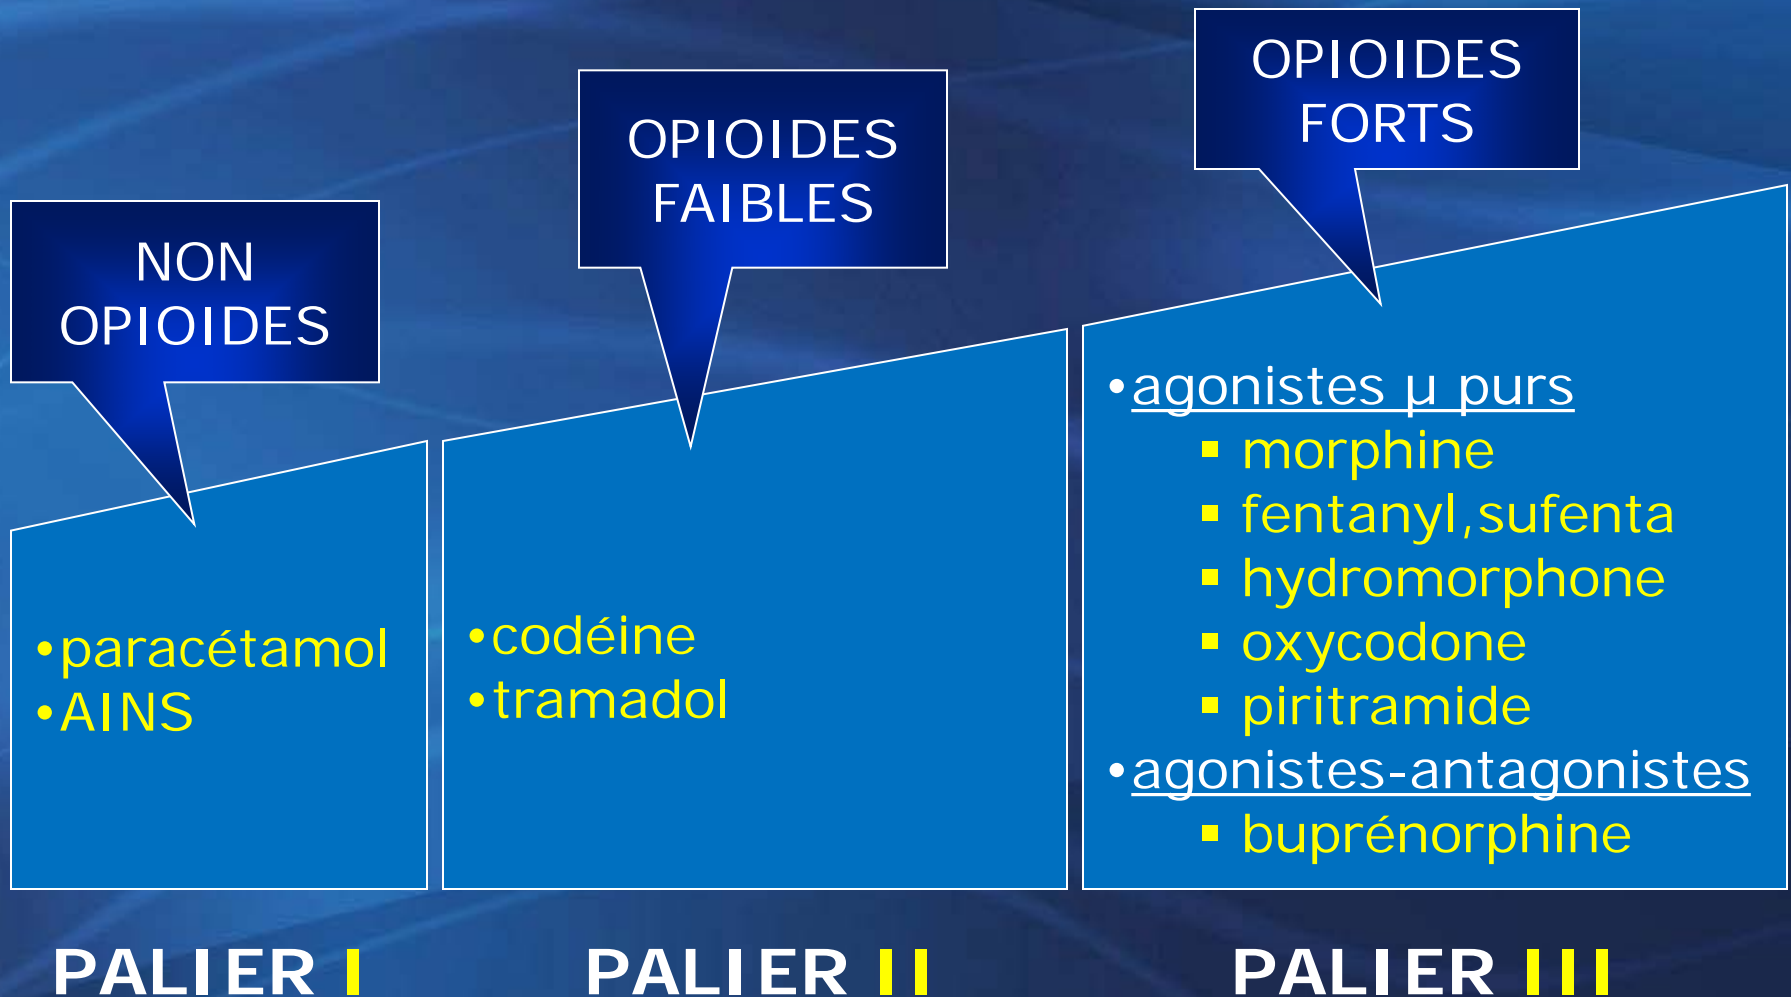 NON
OPIOIDES
•paracétamol
•AINS
PALIER I
OPIOIDES
FAIBLES
•codéine
•tramadol
PALIER II
OPIOIDES
FORTS
•agonistes µ purs
▪ morphine
▪ fentanyl,sufenta
▪ hydromorphone
▪ oxycodone
▪ piritramide
•agonistes-antagonistes
▪ buprénorphine
PALIER III